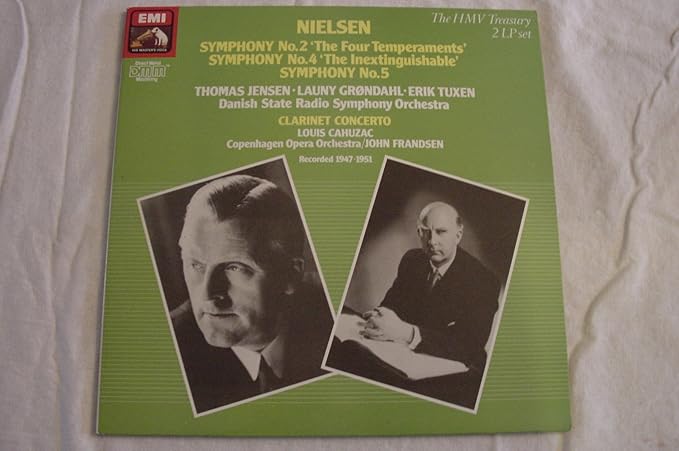 EMI
HIS MASTER'S VOICE
Direct Metal
DMM
Mastering
The HMV Treasury
2 LP set
NIELSEN
SYMPHONY No.2 'The Four Temperaments'
SYMPHONY No.4 'The Inextinguishable'
SYMPHONY No.5
THOMAS JENSEN · LAUNY GRØNDAHL · ERIK TUXEN
Danish State Radio Symphony Orchestra
CLARINET CONCERTO
LOUIS CAHUZAC
Copenhagen Opera Orchestra/JOHN FRANDSEN
Recorded 1947-1951